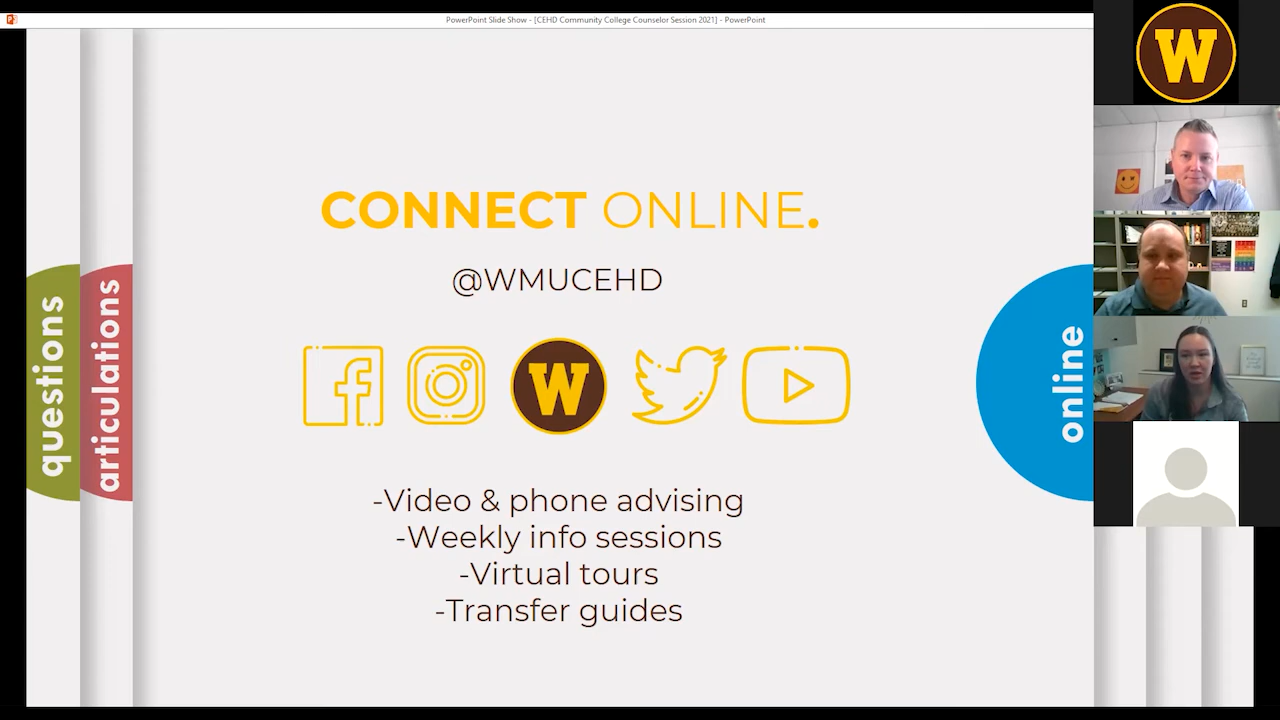 PowerPoint Slide Show - [CEHD Community College Counselor Session 2021] - PowerPoint
W
questions
articulations
CONNECT ONLINE.
@WMUCEHD
W
-Video & phone advising
-Weekly info sessions
-Virtual tours
-Transfer guides
online